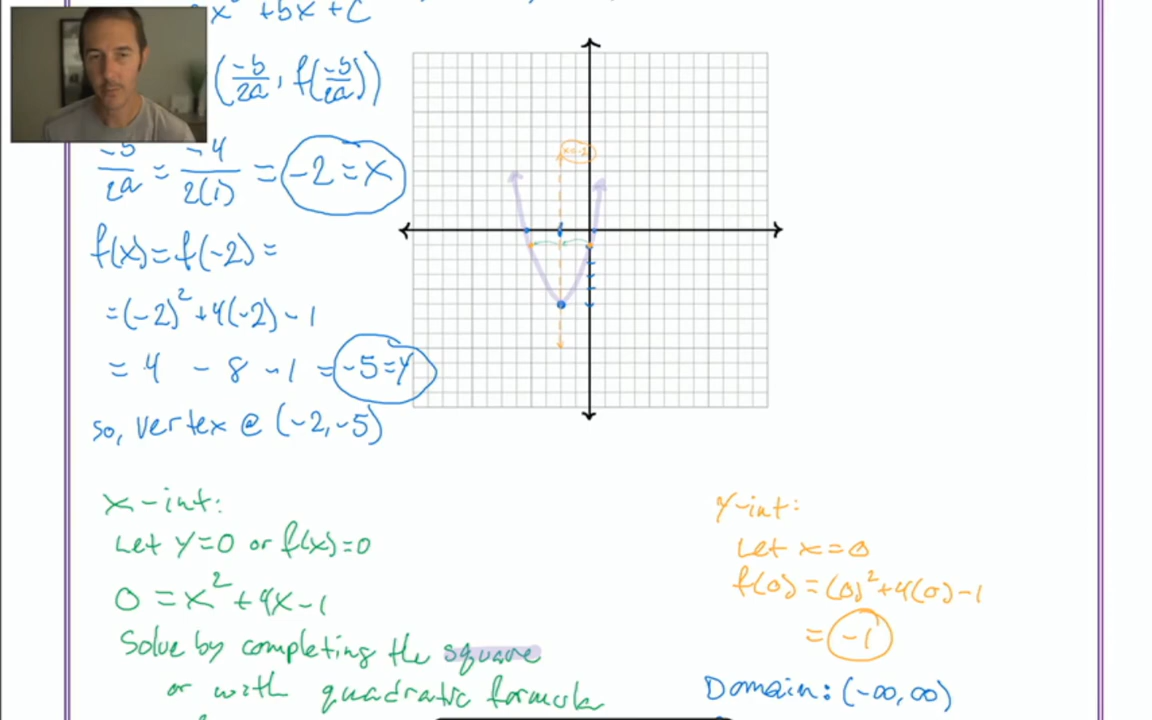 x² + bx + c
(-b/2a, f(-b/2a))
-b/2a = -4/2(1) = -2 = x
f(x) = f(-2) =
= (-2)² + 4(-2) - 1
= 4 - 8 - 1 = -5 = y
so, vertex @ (-2, -5)
x-int:
Let y=0 or f(x)=0
0 = x² + 4x - 1
Solve by completing the square
or with quadratic formula
y-int:
Let x=0
f(0) = (0)² + 4(0) - 1
= -1
Domain: (-∞, ∞)